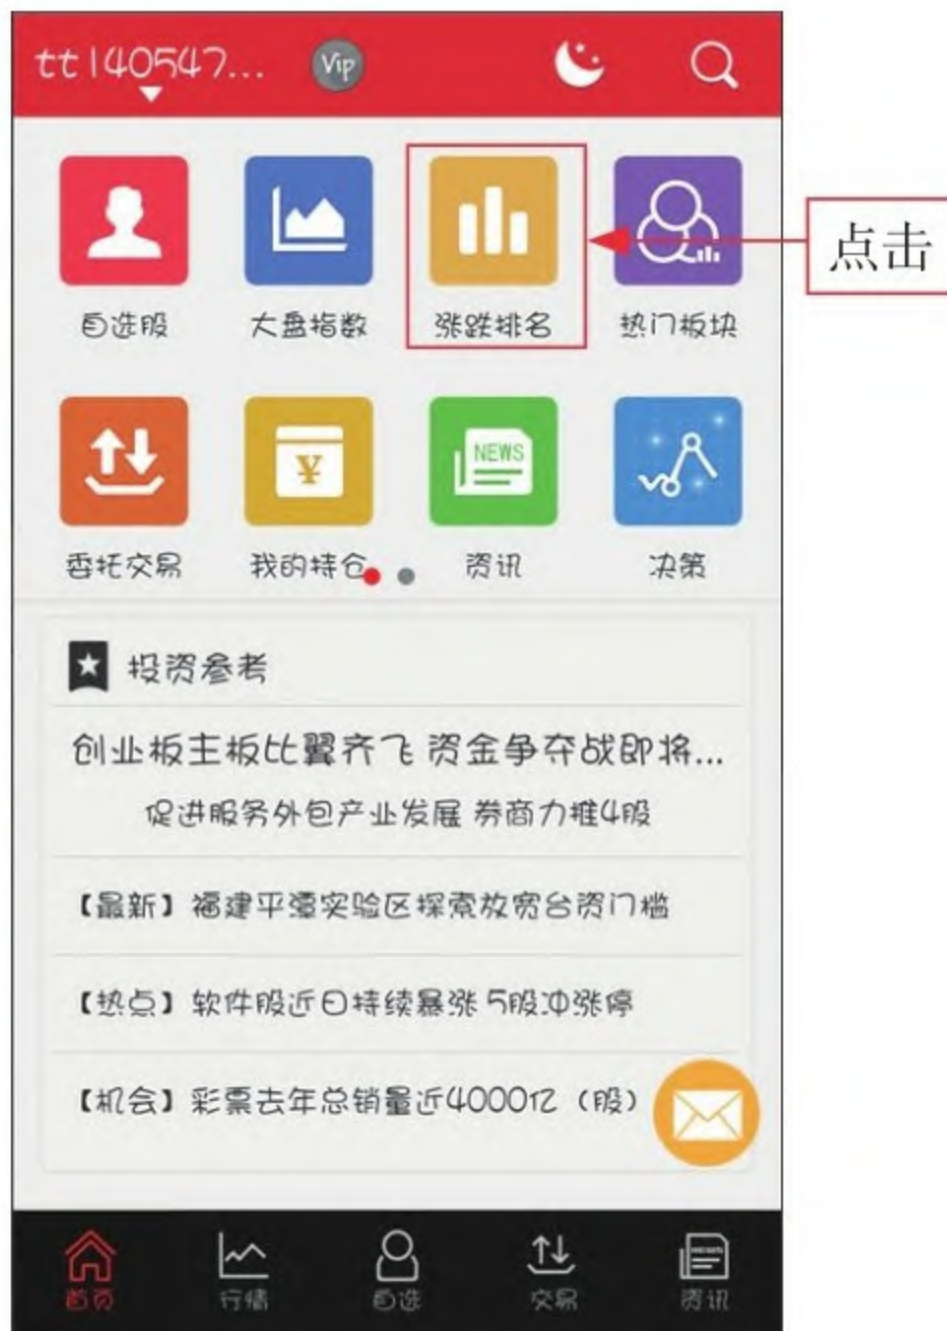 tt140547... Vip
点击
自选股 大盘指数 涨跌排名 热门板块
¥ NEWS
委托交易 我的持仓 资讯 决策
投资参考
创业板主板比翼齐飞 资金争夺战即将...
促进服务外包产业发展 券商力推4股
【最新】福建平潭实验区探索放宽台资门槛
【热点】软件股近日持续暴涨 5股冲涨停
【机会】彩票去年总销量近4000亿（股）
首页 行情 自选 交易 资讯